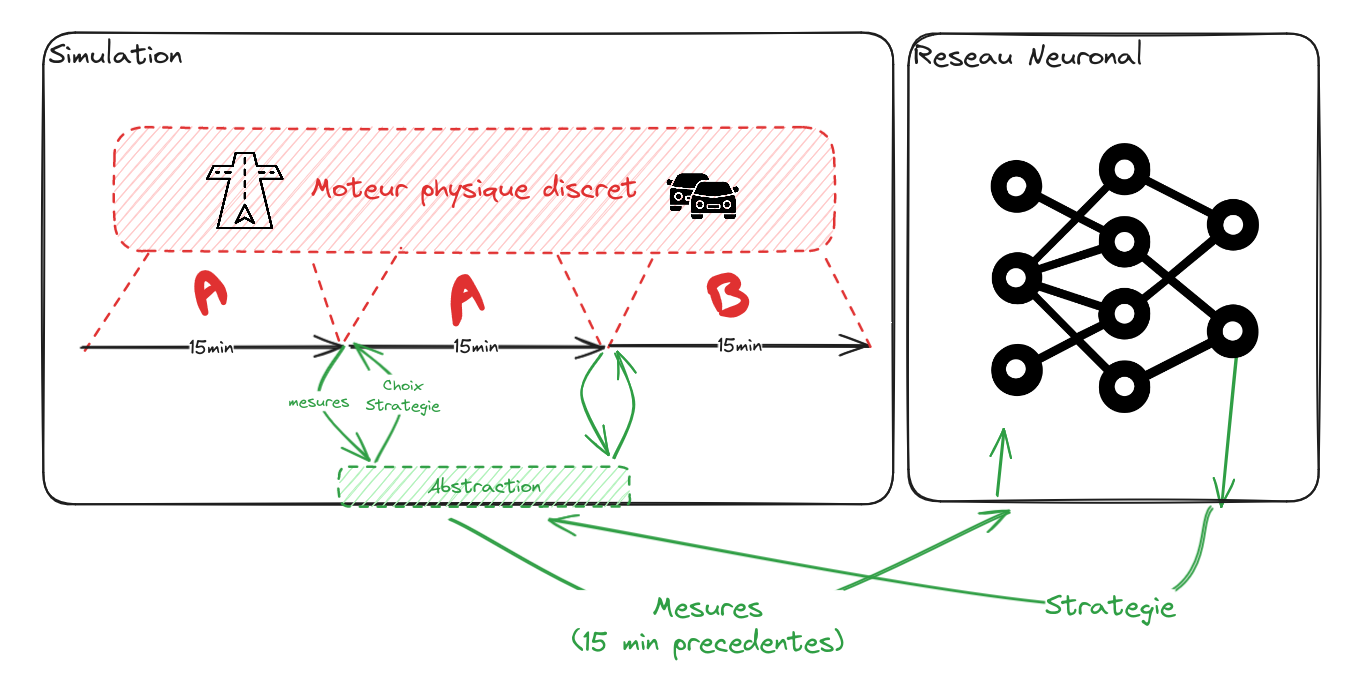 Simulation
Reseau Neuronal
Moteur physique discret
A
A
B
15min
15min
15min
mesures
Choix
Strategie
Abstraction
Mesures
(15 min precedentes)
Strategie